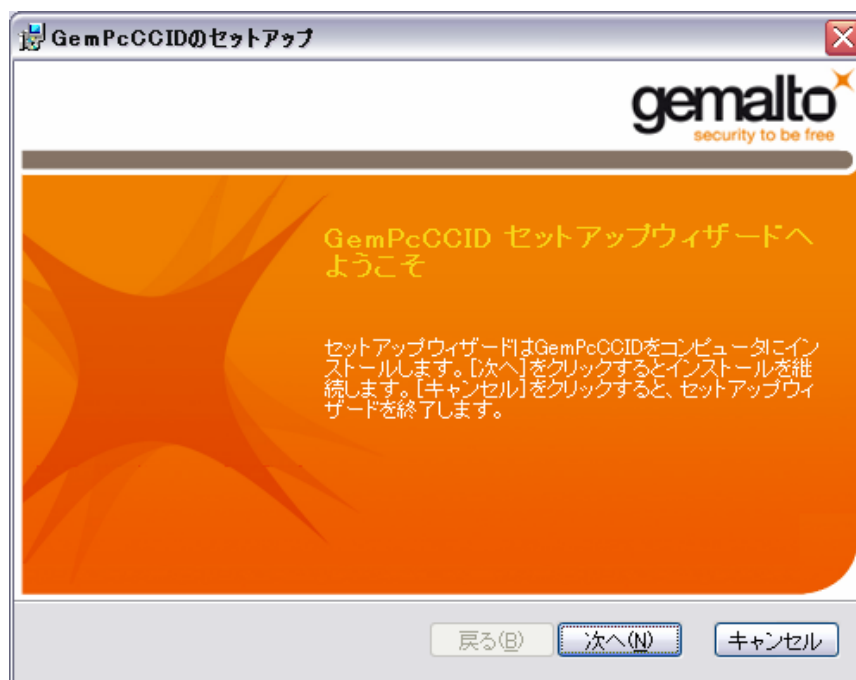 GemPcCCIDのセットアップ
gemalto
security to be free
GemPcCCID セットアップウィザードへ
ようこそ
セットアップウィザードはGemPcCCIDをコンピュータにイン
ストールします。[次へ]をクリックするとインストールを継
続します。[キャンセル]をクリックすると、セットアップウィ
ザードを終了します。
戻る(B)
次へ(N)
キャンセル